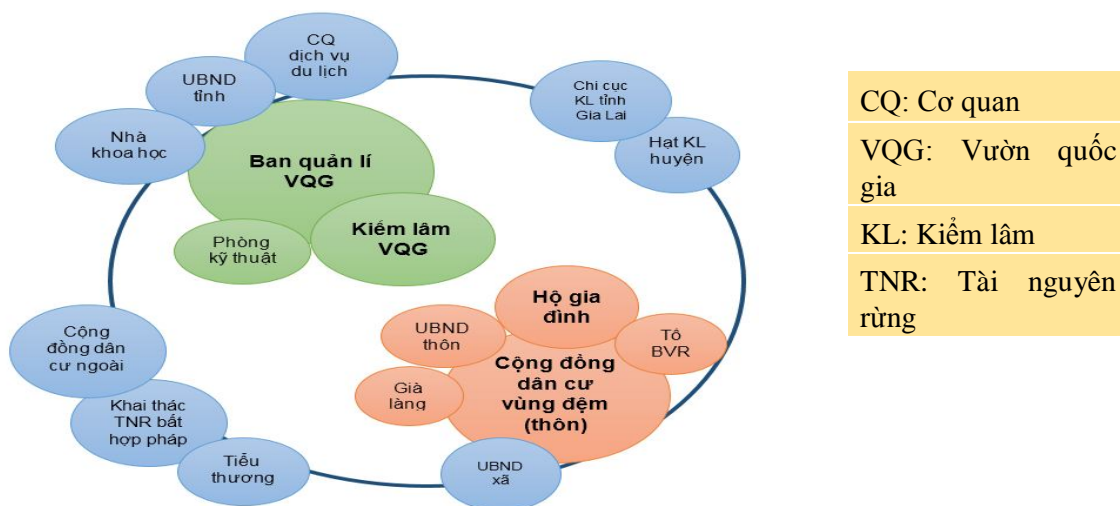 CQ
dịch vụ
du lịch
UBND
tỉnh
Nhà
khoa học
Ban quản lí
VQG
Kiểm lâm
VQG
Phòng
kỹ thuật
Chi cục
KL tỉnh
Gia Lai
Hạt KL
huyện
Cộng
đồng dân
cư ngoài
Khai thác
TNR bất
hợp pháp
Tiểu
thương
Hộ gia
đình
UBND
thôn
Tổ
BVR
Già
làng
Cộng đồng
dân cư
vùng đệm
(thôn)
UBND
xã
CQ: Cơ quan
VQG: Vườn quốc
gia
KL: Kiểm lâm
TNR: Tài nguyên
rừng